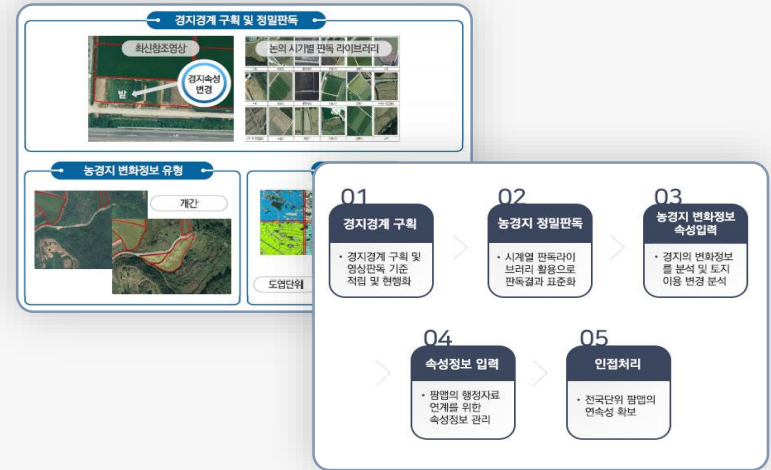 경지경계 구획 및 정밀판독
최신참조영상
논의 시기별 판독 라이브러리
경지속성
변경
밭
농경지 변화정보 유형
개간
도엽단위
01
경지경계 구획
• 경지경계 구획 및
영상판독 기준
적립 및 현행화
02
농경지 정밀판독
• 시계열 판독라이
브러리 활용으로
판독결과 표준화
03
농경지 변화정보
속성입력
• 경지의 변화정보
를 분석 및 토지
이용 변경 분석
04
속성정보 입력
• 팜맵의 행정자료
연계를 위한
속성정보 관리
05
인접처리
• 전국단위 팜맵의
연속성 확보